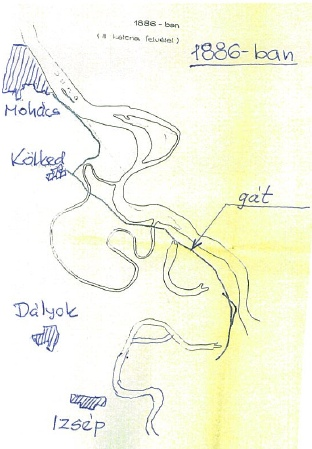 1886-ban
1886-ban
Mohács
Kölked
gát
Dályok
Izsép